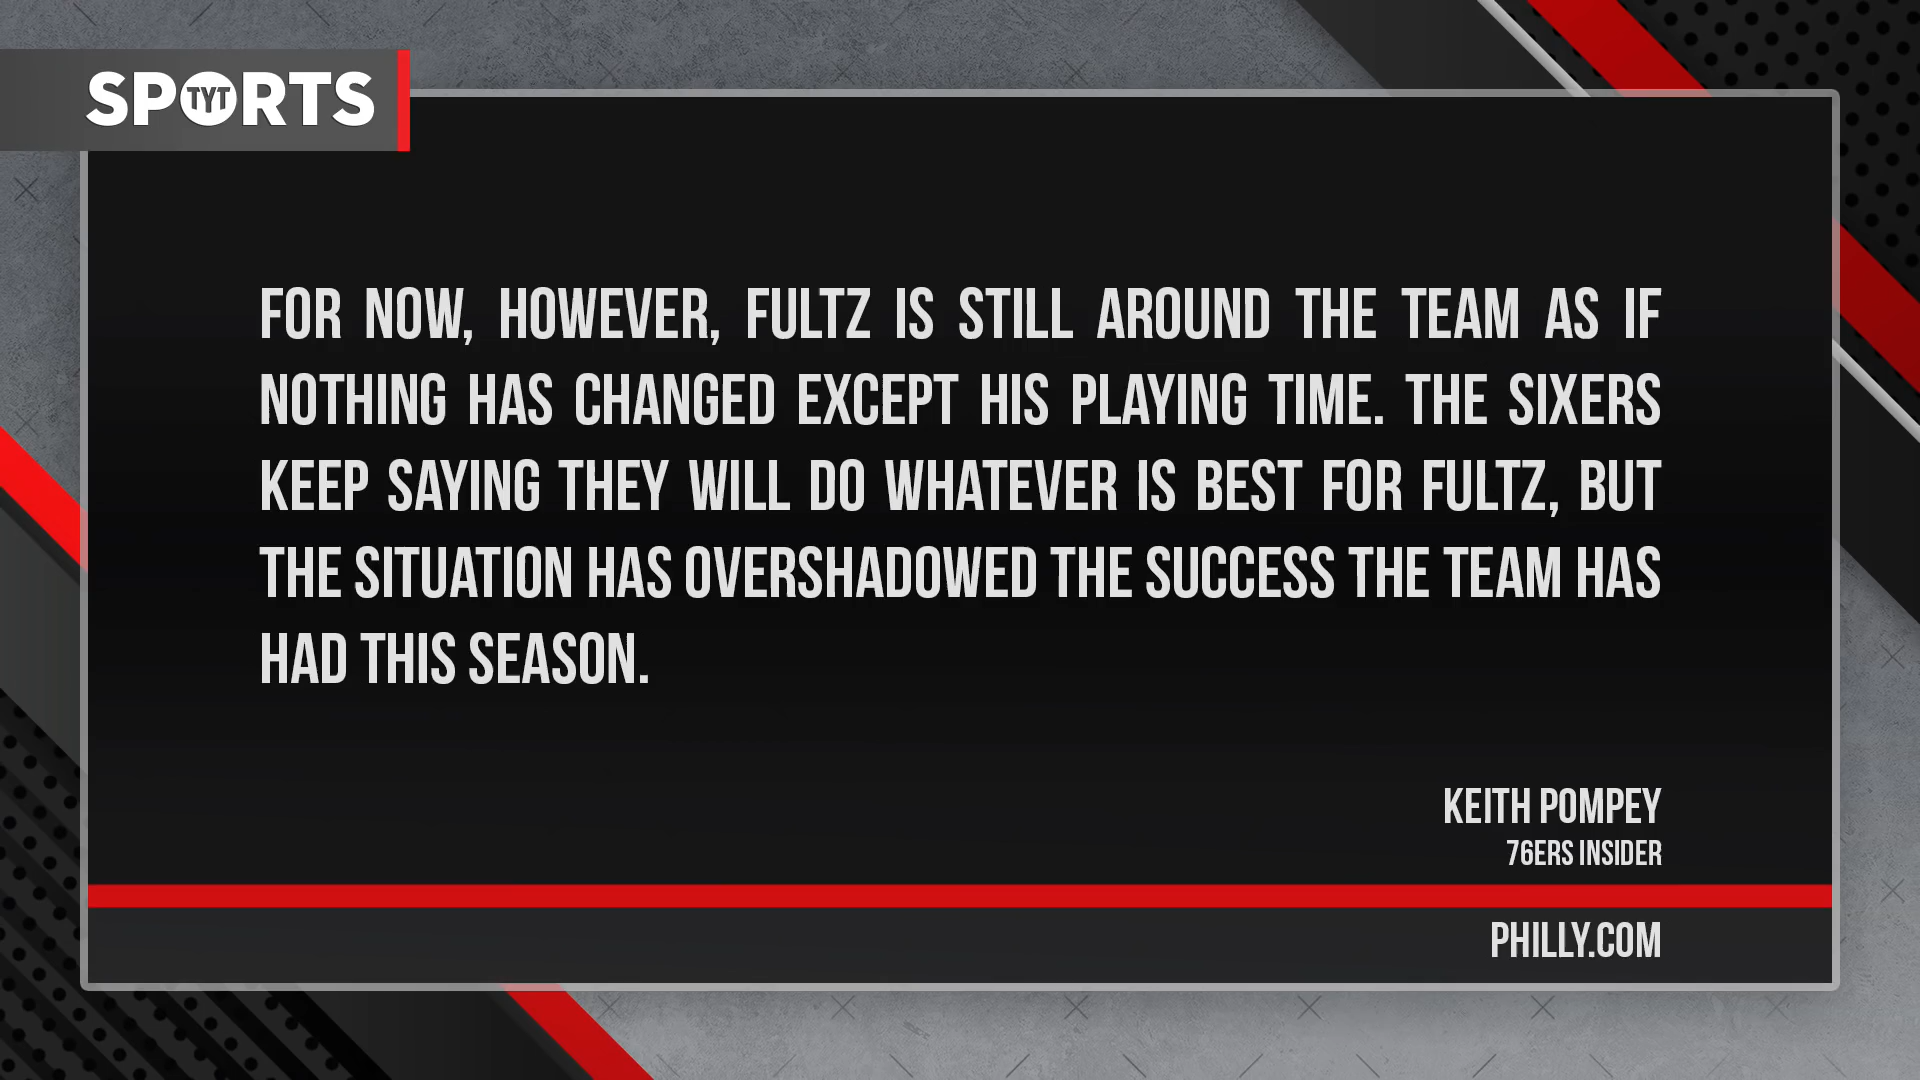 SPORTS
TYT
FOR NOW, HOWEVER, FULTZ IS STILL AROUND THE TEAM AS IF
NOTHING HAS CHANGED EXCEPT HIS PLAYING TIME. THE SIXERS
KEEP SAYING THEY WILL DO WHATEVER IS BEST FOR FULTZ, BUT
THE SITUATION HAS OVERSHADOWED THE SUCCESS THE TEAM HAS
HAD THIS SEASON.
KEITH POMPEY
76ERS INSIDER
PHILLY.COM